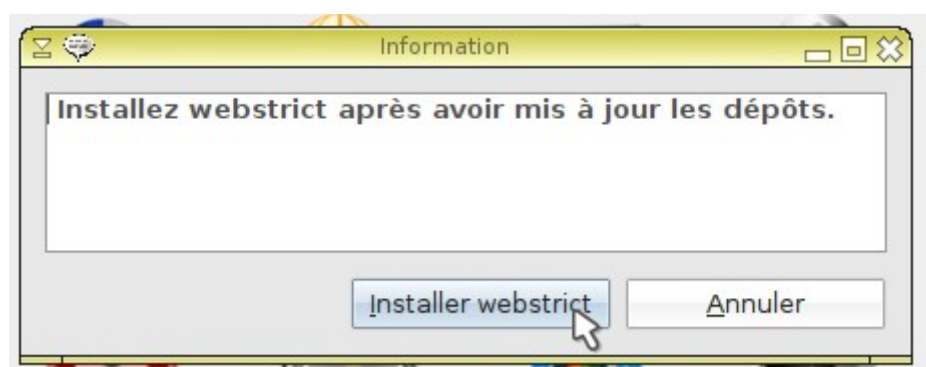 Information
Installez webstrict après avoir mis à jour les dépôts.
Installer webstrict
Annuler